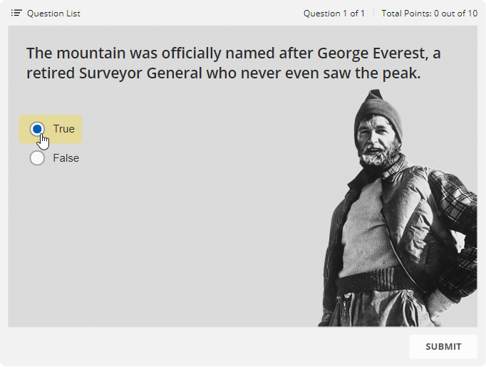 Question List
Question 1 of 1
Total Points: 0 out of 10
The mountain was officially named after George Everest, a
retired Surveyor General who never even saw the peak.
True
False
SUBMIT